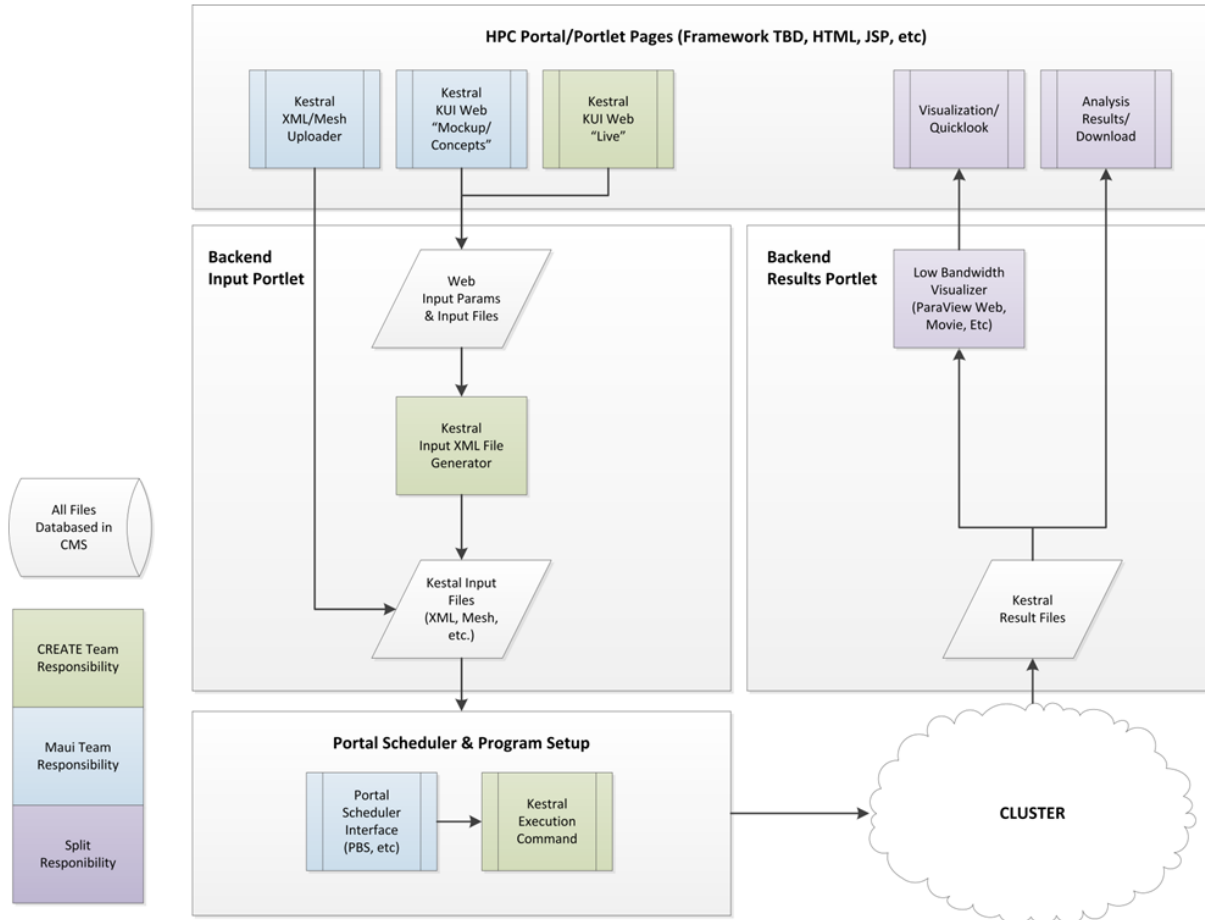 HPC Portal/Portlet Pages (Framework TBD, HTML, JSP, etc)
Kestral
XML/Mesh
Uploader
Kestral
KUI Web
“Mockup/
Concepts”
Kestral
KUI Web
“Live”
Visualization/
Quicklook
Analysis
Results/
Download
Backend
Input Portlet
Web
Input Params
& Input Files
Kestral
Input XML File
Generator
Kestal Input
Files
(XML, Mesh,
etc.)
Backend
Results Portlet
Low Bandwidth
Visualizer
(ParaView Web,
Movie, Etc)
Kestral
Result Files
All Files
Databased in
CMS
CREATE Team
Responsibility
Maui Team
Responsibility
Split
Responibility
Portal Scheduler & Program Setup
Portal
Scheduler
Interface
(PBS, etc)
Kestral
Execution
Command
CLUSTER